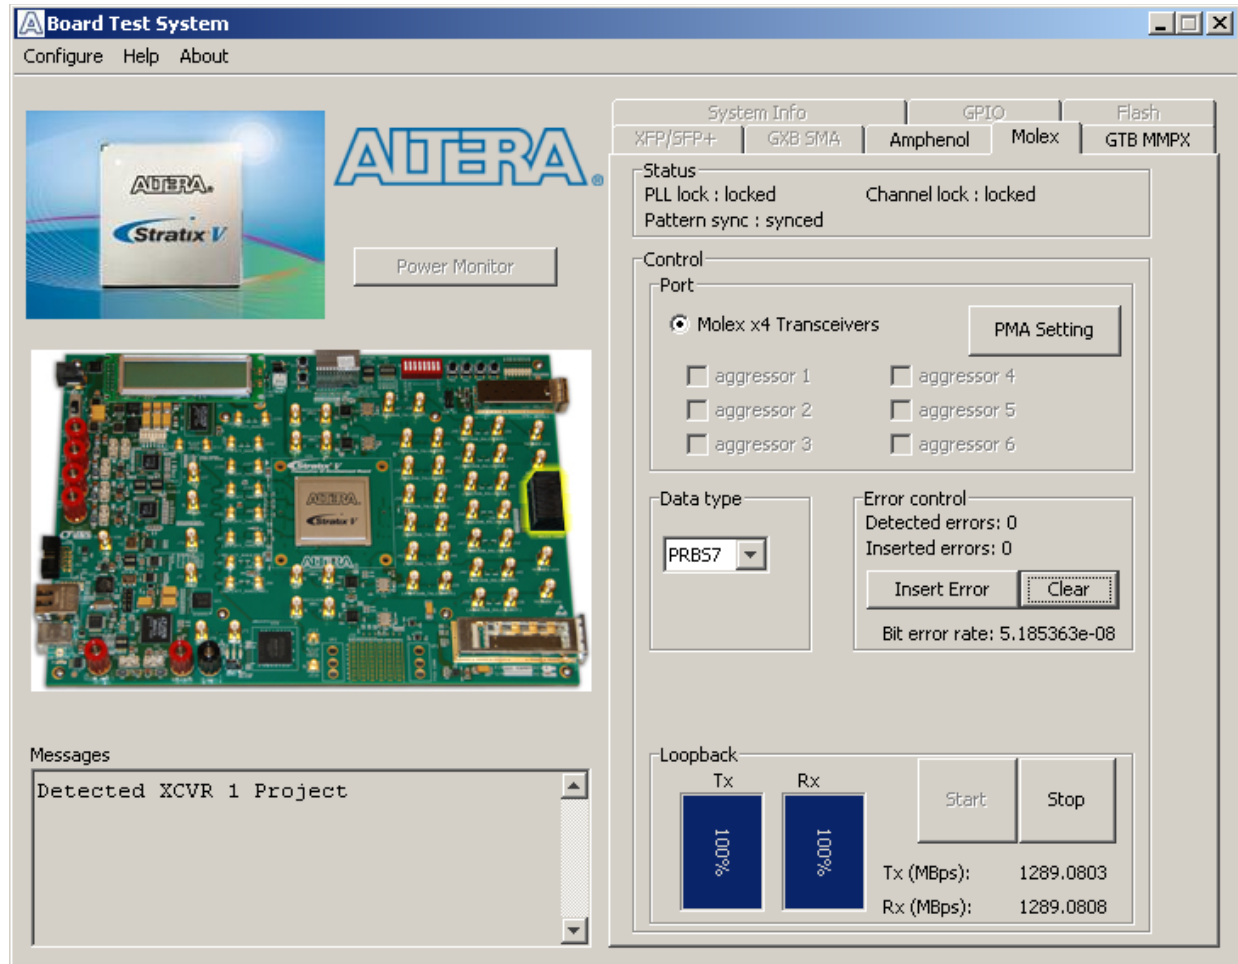 Board Test System
Configure Help About
ALTERA®
Stratix V
ALTERA®
Power Monitor
Stratix V
ALTERA
Stratix V
ALTERA
Messages
Detected XCVR 1 Project
System Info GPIO Flash
XFP/SFP+ GXB SMA Amphenol Molex GTB MMPX
Status
PLL lock : locked Channel lock : locked
Pattern sync : synced
Control
Port
Molex x4 Transceivers PMA Setting
aggressor 1 aggressor 4
aggressor 2 aggressor 5
aggressor 3 aggressor 6
Data type
PRBS7
Error control
Detected errors: 0
Inserted errors: 0
Insert Error Clear
Bit error rate: 5.185363e-08
Loopback
Tx Rx
100% 100%
Start Stop
Tx (MBps): 1289.0803
Rx (MBps): 1289.0808